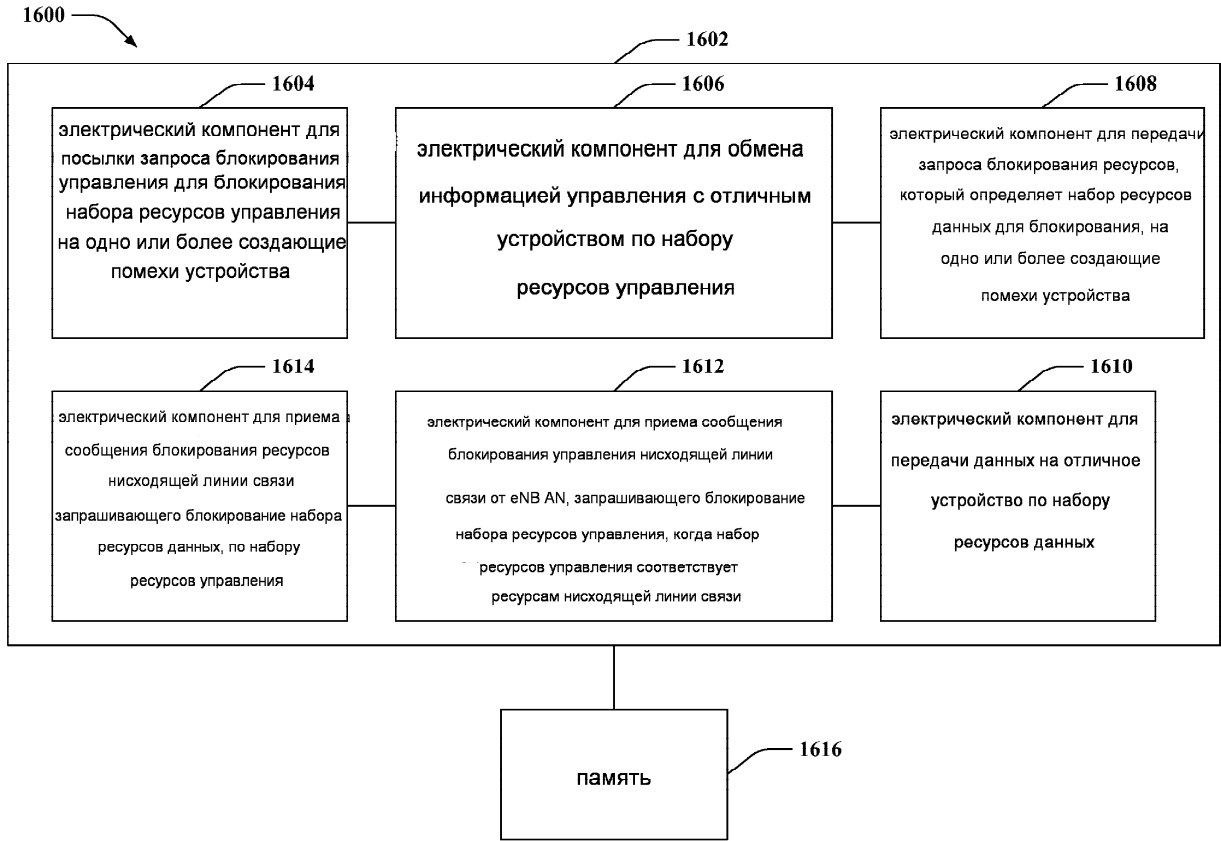 1600
1602
1604
электрический компонент для
посылки запроса блокирования
управления для блокирования
набора ресурсов управления
на одно или более создающие
помехи устройства
1606
электрический компонент для обмена
информацией управления с отличным
устройством по набору
ресурсов управления
1608
электрический компонент для передачи
запроса блокирования ресурсов,
который определяет набор ресурсов
данных для блокирования, на
одно или более создающие
помехи устройства
1614
электрический компонент для приема
сообщения блокирования ресурсов
нисходящей линии связи
запрашивающего блокирование набора
ресурсов данных, по набору
ресурсов управления
1612
электрический компонент для приема сообщения
блокирования управления нисходящей линии
связи от eNB AN, запрашивающего блокирование
набора ресурсов управления, когда набор
ресурсов управления соответствует
ресурсам нисходящей линии связи
1610
электрический компонент для
передачи данных на отличное
устройство по набору
ресурсов данных
память
1616